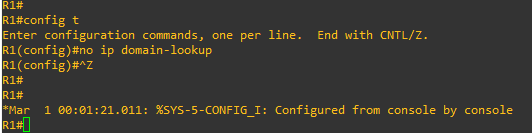 R1#
R1#config t
Enter configuration commands, one per line.  End with CNTL/Z.
R1(config)#no ip domain-lookup
R1(config)#^Z
R1#
R1#
*Mar  1 00:01:21.011: %SYS-5-CONFIG_I: Configured from console by console
R1#